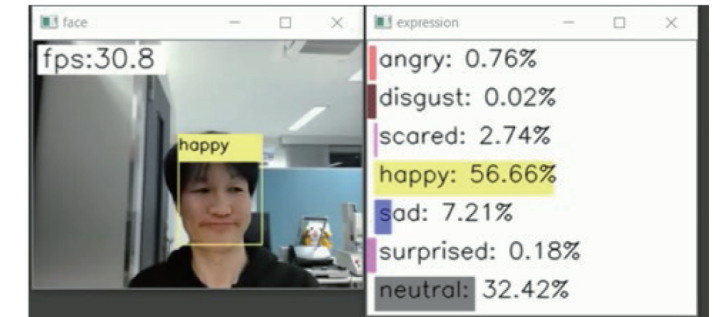 face
fps:30.8
happy
expression
angry: 0.76%
disgust: 0.02%
scared: 2.74%
happy: 56.66%
sad: 7.21%
surprised: 0.18%
neutral: 32.42%